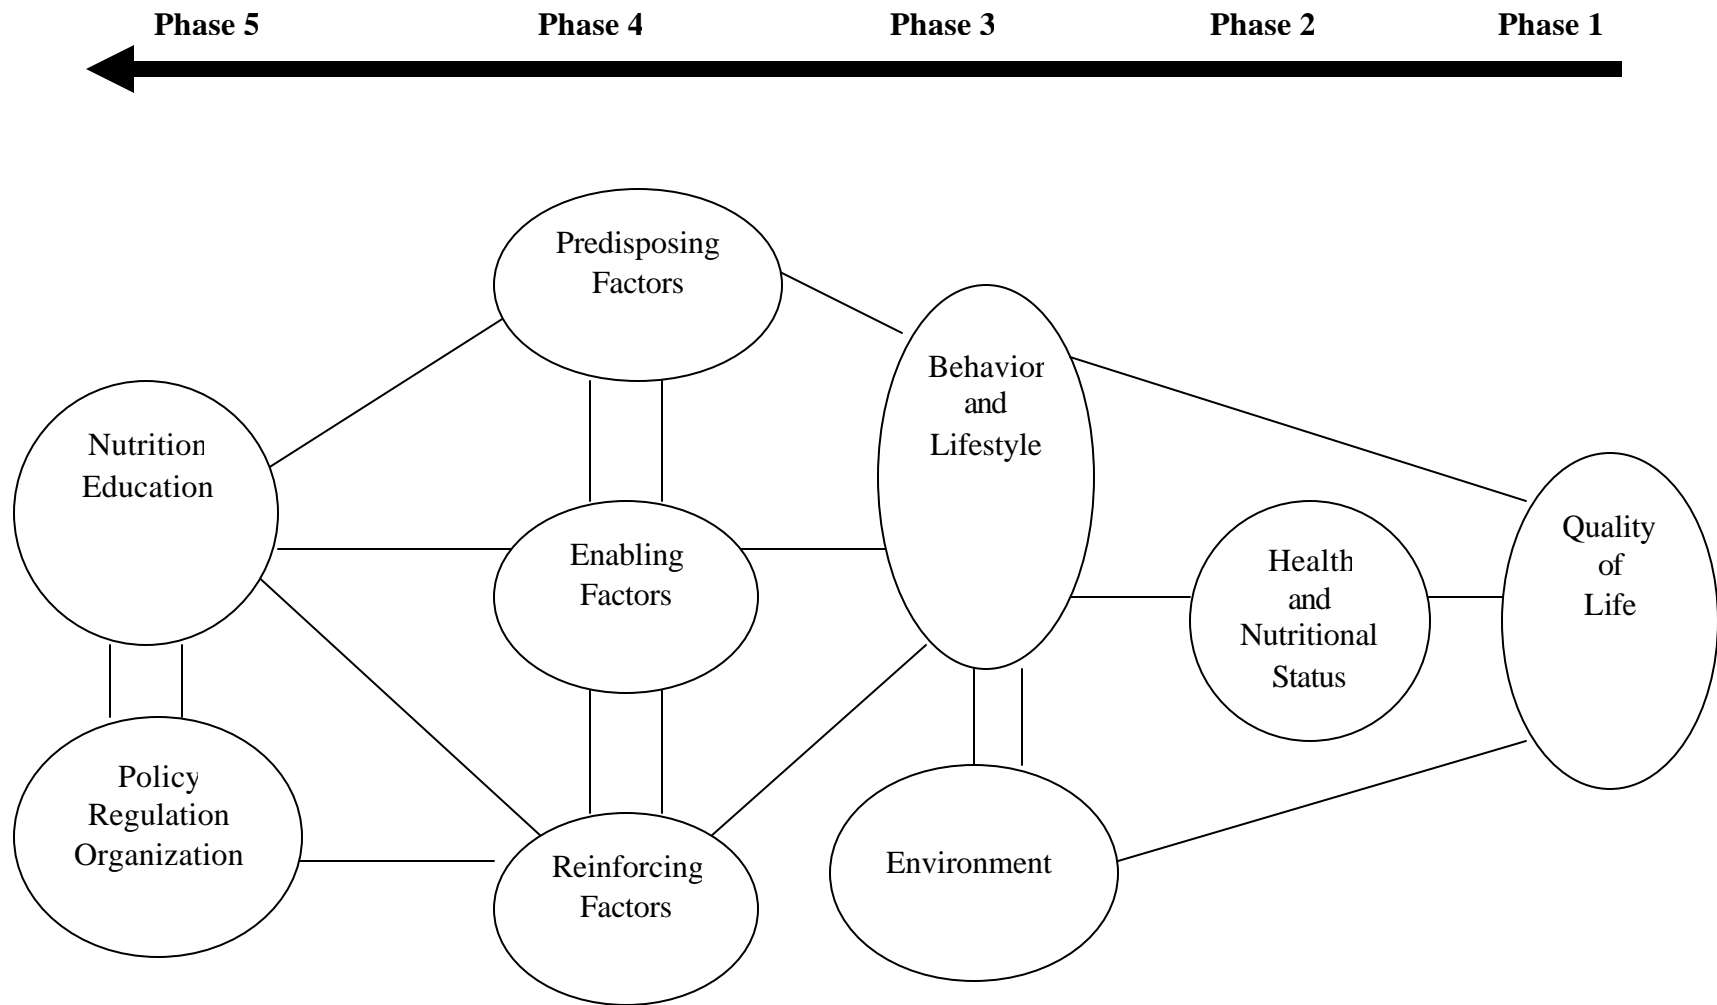 Phase 5 Phase 4 Phase 3 Phase 2 Phase 1
Predisposing
Factors
Behavior
and
Lifestyle
Nutrition
Education
Enabling
Factors
Health
and
Nutritional
Status
Quality
of
Life
Policy
Regulation
Organization
Reinforcing
Factors
Environment